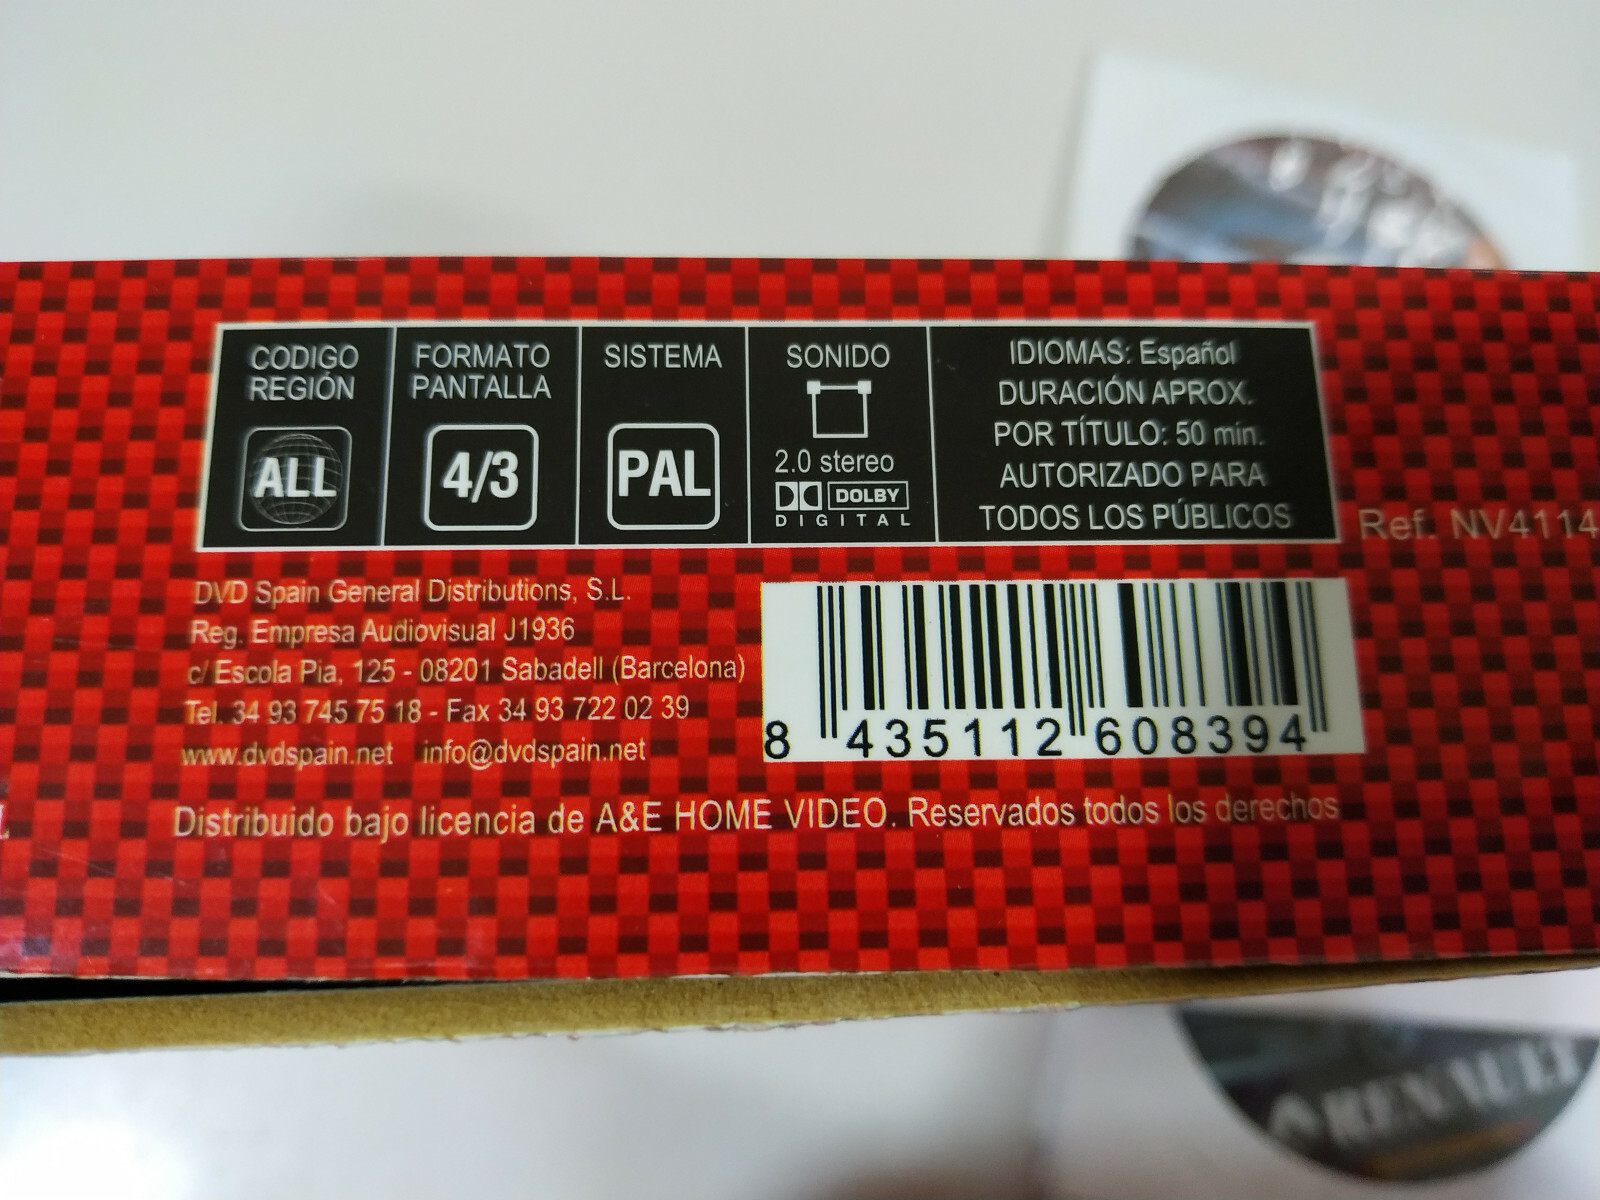 CODIGO
REGIÓN
ALL
FORMATO
PANTALLA
4/3
SISTEMA
PAL
SONIDO
2.0 stereo
DOLBY
DIGITAL
IDIOMAS: Español
DURACIÓN APROX.
POR TÍTULO: 50 min.
AUTORIZADO PARA
TODOS LOS PÚBLICOS
Ref. NV4114
DVD Spain General Distributions, S.L.
Reg. Empresa Audiovisual J1936
c/ Escola Pia, 125 - 08201 Sabadell (Barcelona)
Tel. 34 93 745 75 18 - Fax 34 93 722 02 39
www.dvdspain.net info@dvdspain.net
8 435112 608394
Distribuido bajo licencia de A&E HOME VIDEO. Reservados todos los derechos
RENAULT